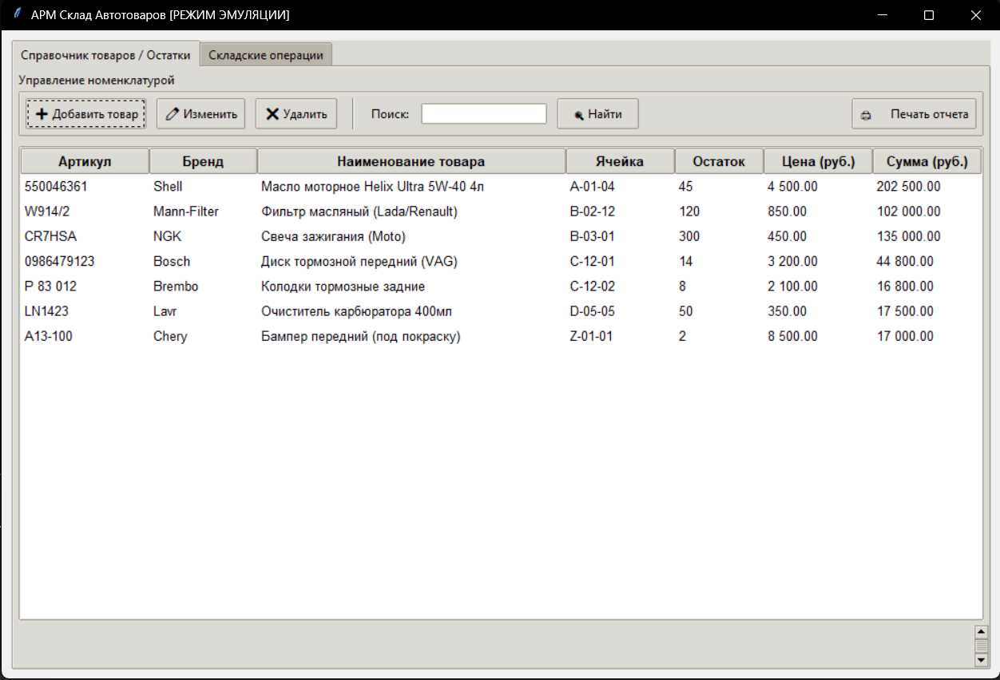 АРМ Склад Автотоваров [РЕЖИМ ЭМУЛЯЦИИ]
Справочник товаров / Остатки Складские операции
Управление номенклатурой
Добавить товар Изменить Удалить Поиск: Найти Печать отчета
Артикул Бренд Наименование товара Ячейка Остаток Цена (руб.) Сумма (руб.)
550046361 Shell Масло моторное Helix Ultra 5W-40 4л A-01-04 45 4 500.00 202 500.00
W914/2 Mann-Filter Фильтр масляный (Lada/Renault) B-02-12 120 850.00 102 000.00
CR7HSA NGK Свеча зажигания (Moto) B-03-01 300 450.00 135 000.00
0986479123 Bosch Диск тормозной передний (VAG) C-12-01 14 3 200.00 44 800.00
P 83 012 Brembo Колодки тормозные задние C-12-02 8 2 100.00 16 800.00
LN1423 Lavr Очиститель карбюратора 400мл D-05-05 50 350.00 17 500.00
A13-100 Chery Бампер передний (под покраску) Z-01-01 2 8 500.00 17 000.00